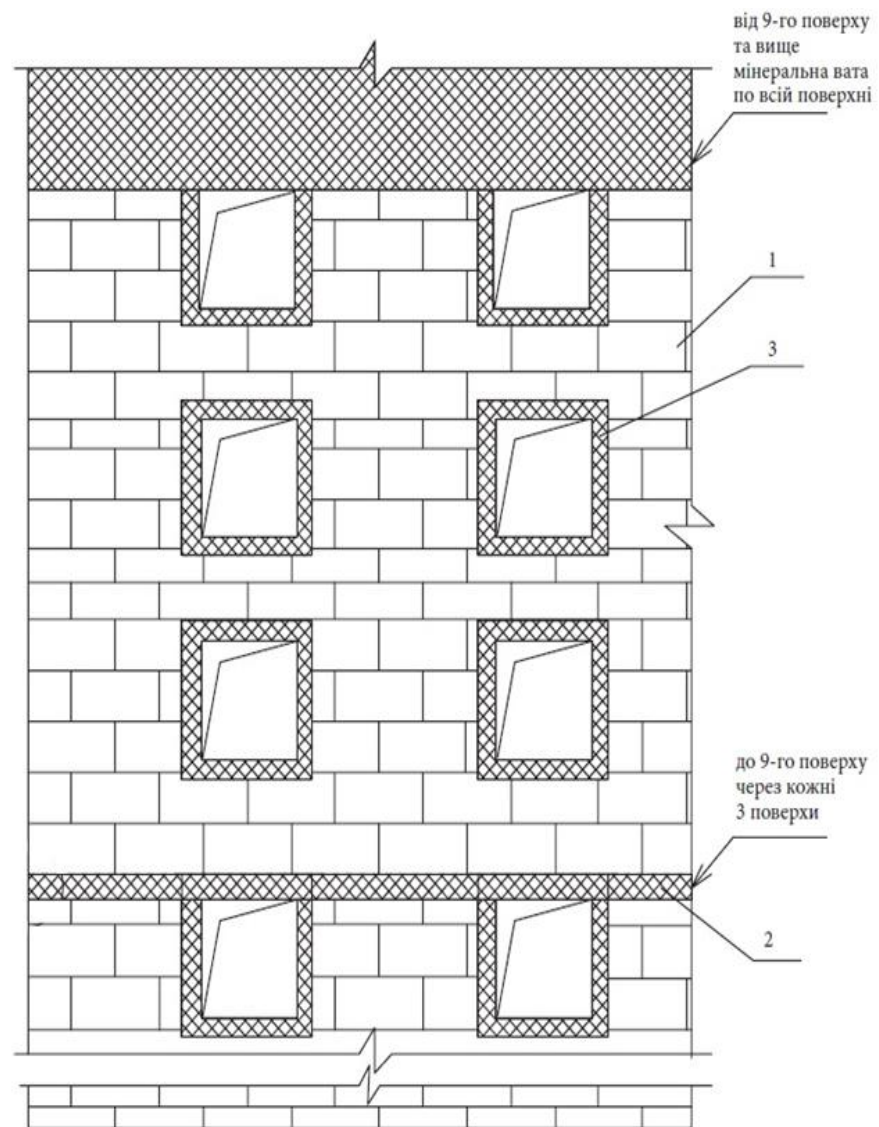 від 9-го поверху
та вище
мінеральна вата
по всій поверхні
1
3
до 9-го поверху
через кожні
3 поверхи
2